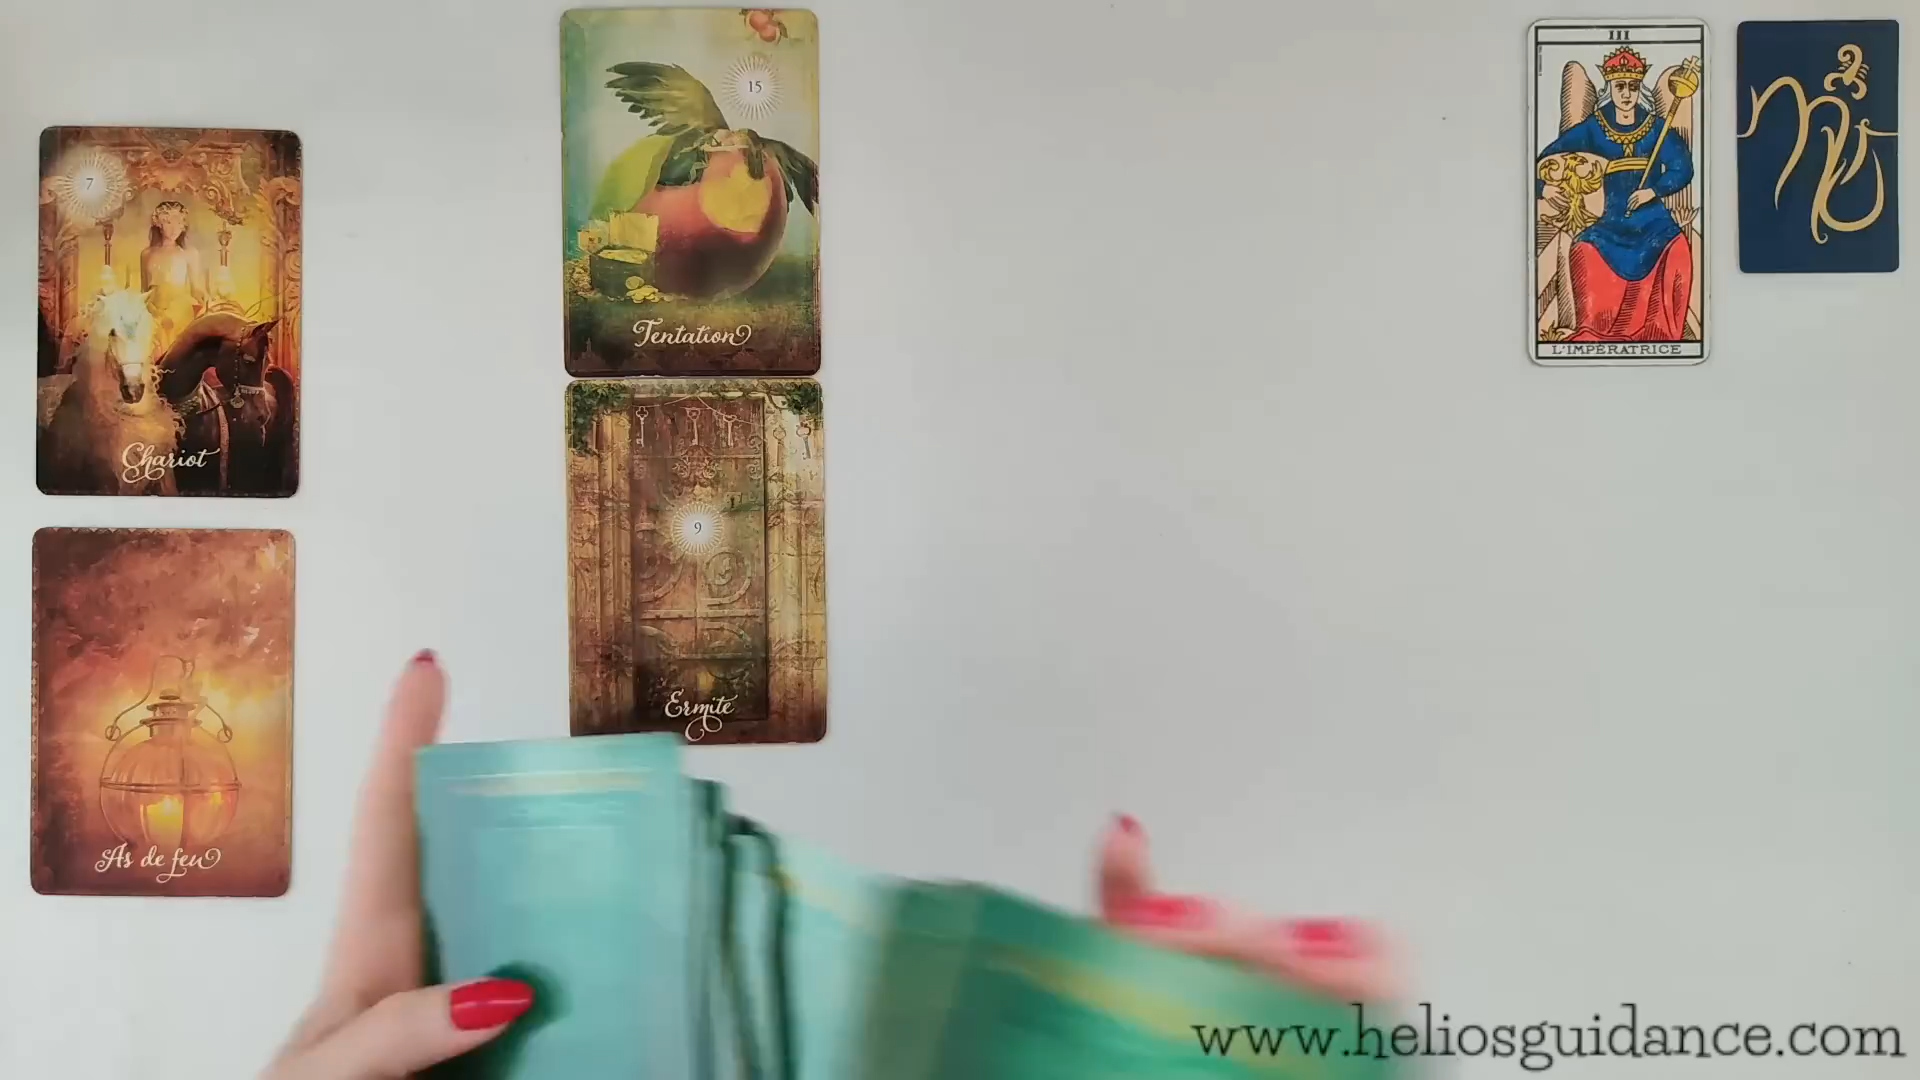 7
Chariot
As de feu
15
Tentation
9
Ermite
III
L'IMPÉRATRICE
www.heliosguidance.com